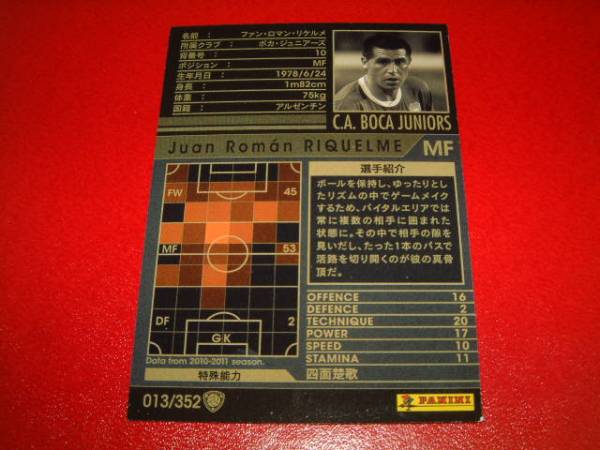 名前 : ファン・ロマン・リケルメ
所属クラブ : ボカ・ジュニアーズ
背番号 : 10
ポジション : MF
生年月日 : 1978/6/24
身長 : 1m82cm
体重 : 75kg
国籍 : アルゼンチン
C.A. BOCA JUNIORS
Juan Román RIQUELME MF
FW 45
MF 53
DF 2
GK
Data from 2010-2011 season.
選手紹介
ボールを保持し、ゆったりとし
たリズムの中でゲームメイク
するため、バイタルエリアでは
常に複数の相手に囲まれた
状態に。その中で相手の隙を
見いだし、たった1本のパスで
活路を切り開くのが彼の真骨
頂だ。
OFFENCE 16
DEFENCE 2
TECHNIQUE 20
POWER 17
SPEED 10
STAMINA 11
特殊能力 四面楚歌
013/352
PANINI